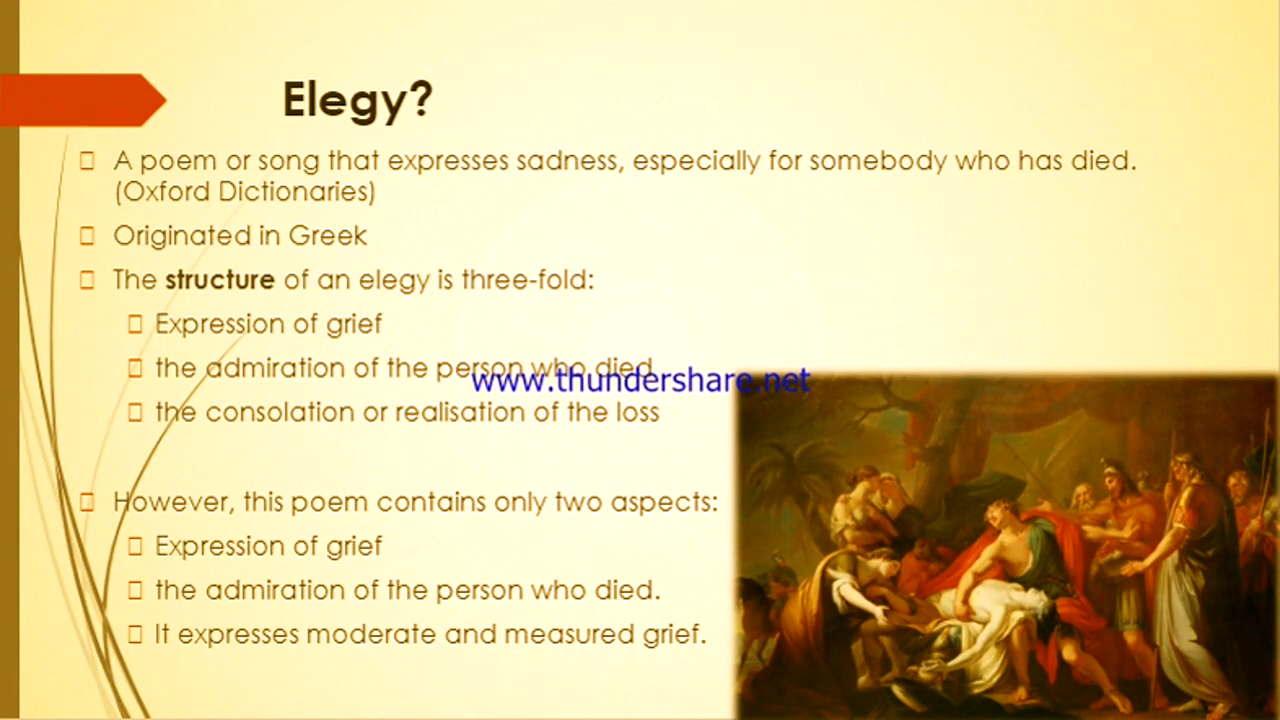 Elegy?
A poem or song that expresses sadness, especially for somebody who has died.
(Oxford Dictionaries)
Originated in Greek
The structure of an elegy is three-fold:
Expression of grief
the admiration of the person who died
www.thundershare.net
the consolation or realisation of the loss
However, this poem contains only two aspects:
Expression of grief
the admiration of the person who died.
It expresses moderate and measured grief.